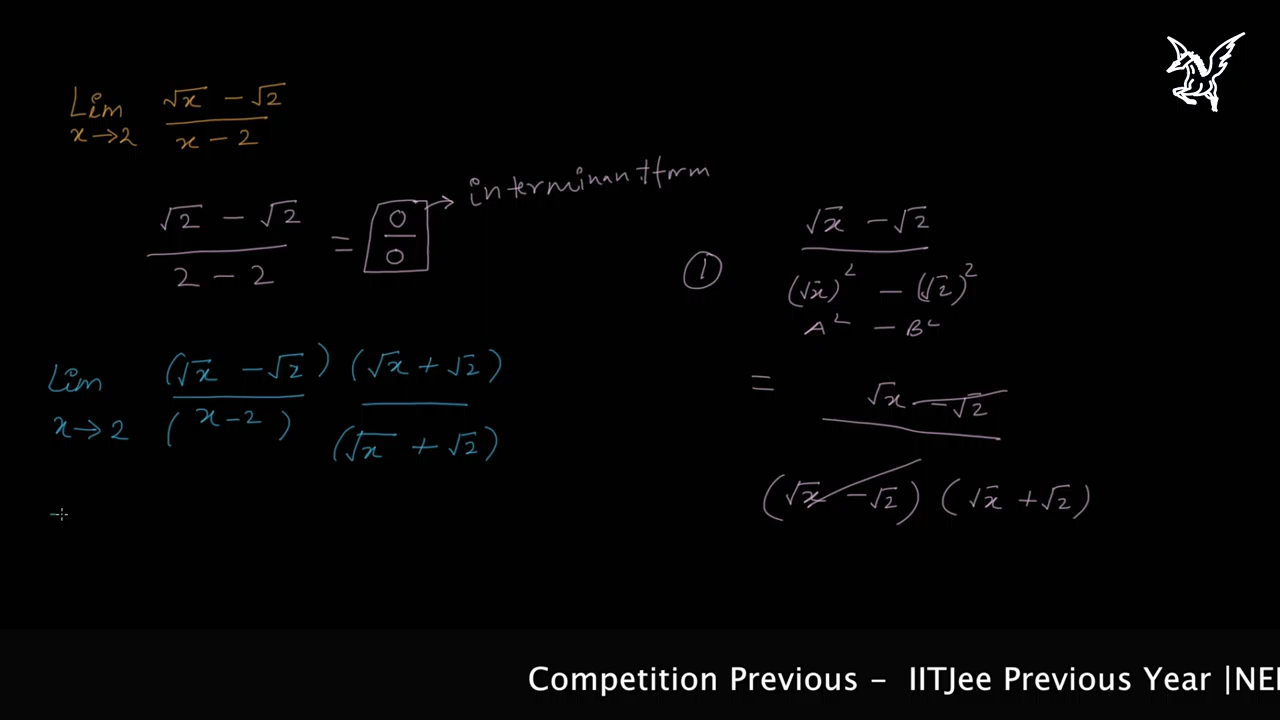 Lim x→2 (√x − √2)/(x − 2)
(√2 − √2)/(2 − 2) = 0/0 → interminant form
① (√x − √2)/((√x)² − (√2)²)
A² − B²
Lim x→2 (√x − √2)/(x − 2) (√x + √2)/(√x + √2)
= (√x − √2)/((√x − √2)(√x + √2))
Competition Previous – IITJee Previous Year |NEE